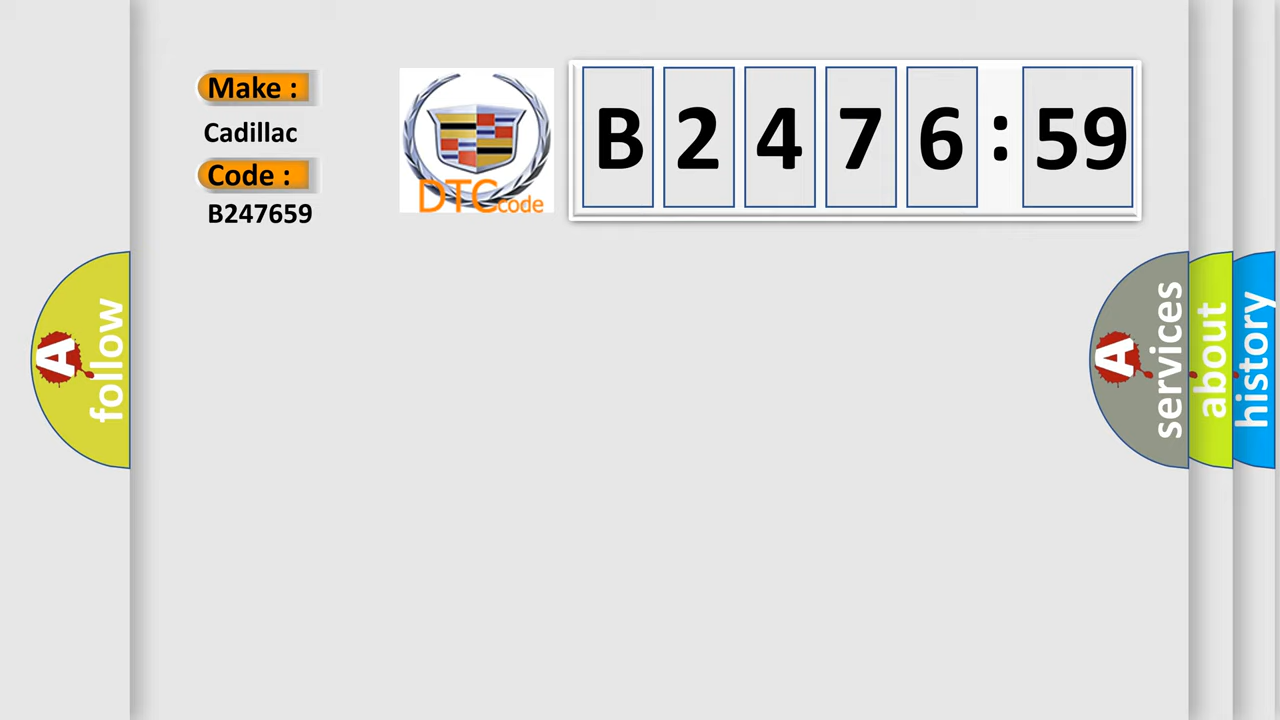 Make :
Cadillac
Code :
B247659
DTCcode
B 2 4 7 6 : 59
A follow
A services
about
history